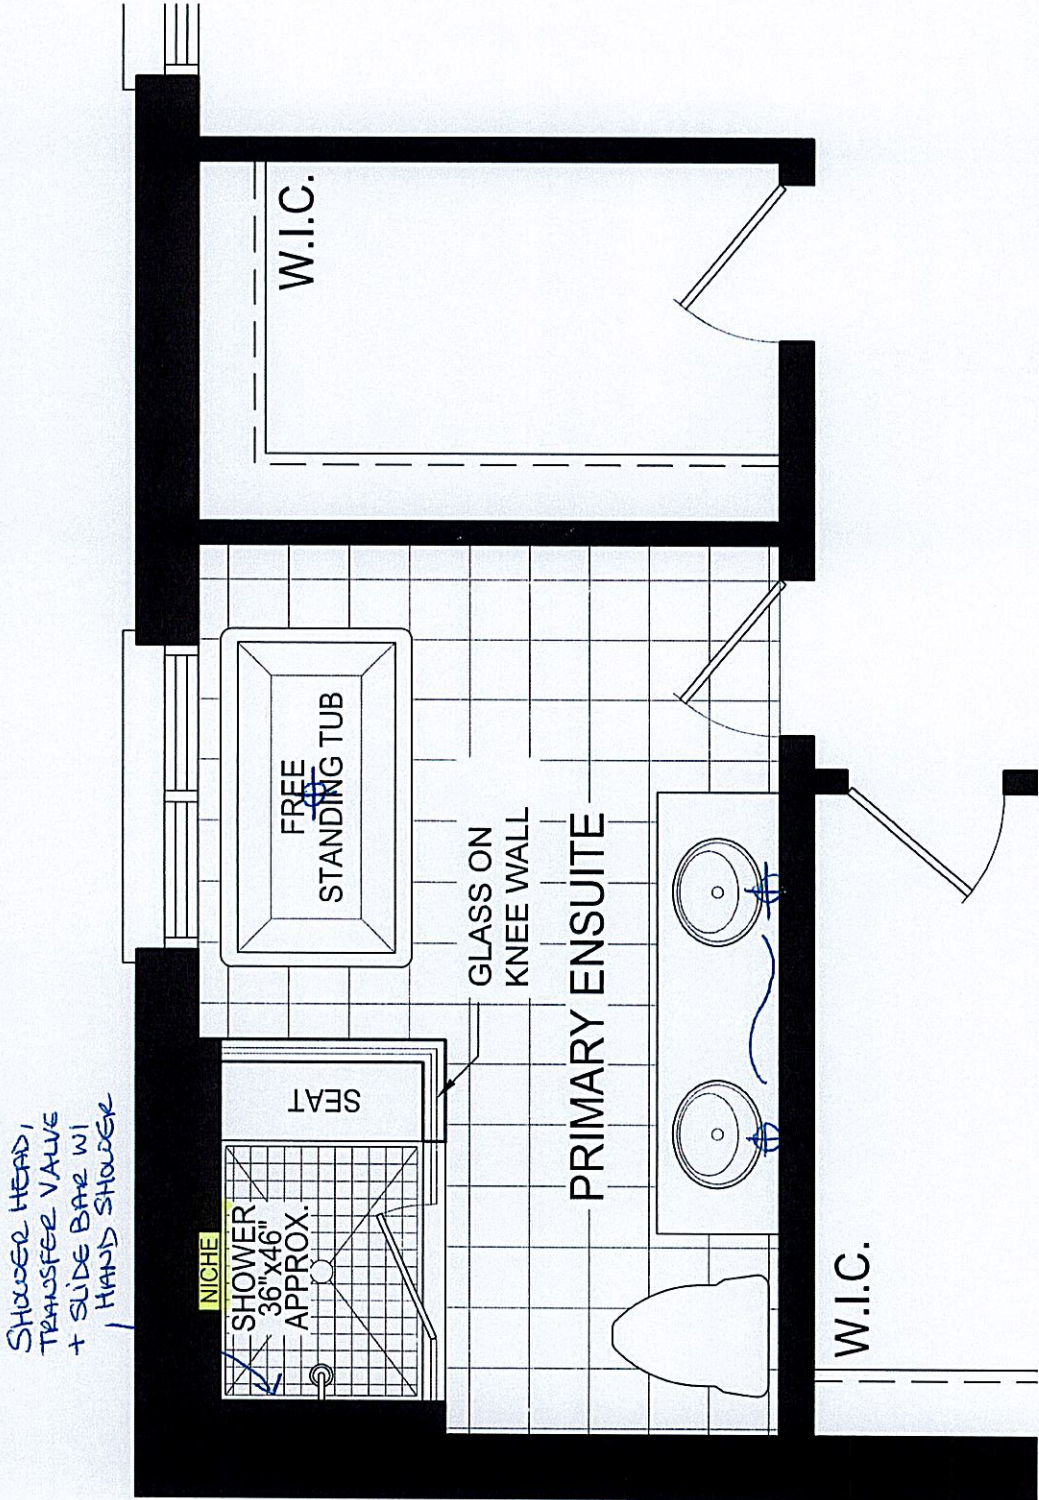 SHOWER HEAD,
TRANSFER VALVE
+ SLIDE BAR W/
HAND SHOWER
NICHE
SHOWER
36"x46"
APPROX.
SEAT
FREE
STANDING TUB
W.I.C.
GLASS ON
KNEE WALL
PRIMARY ENSUITE
W.I.C.